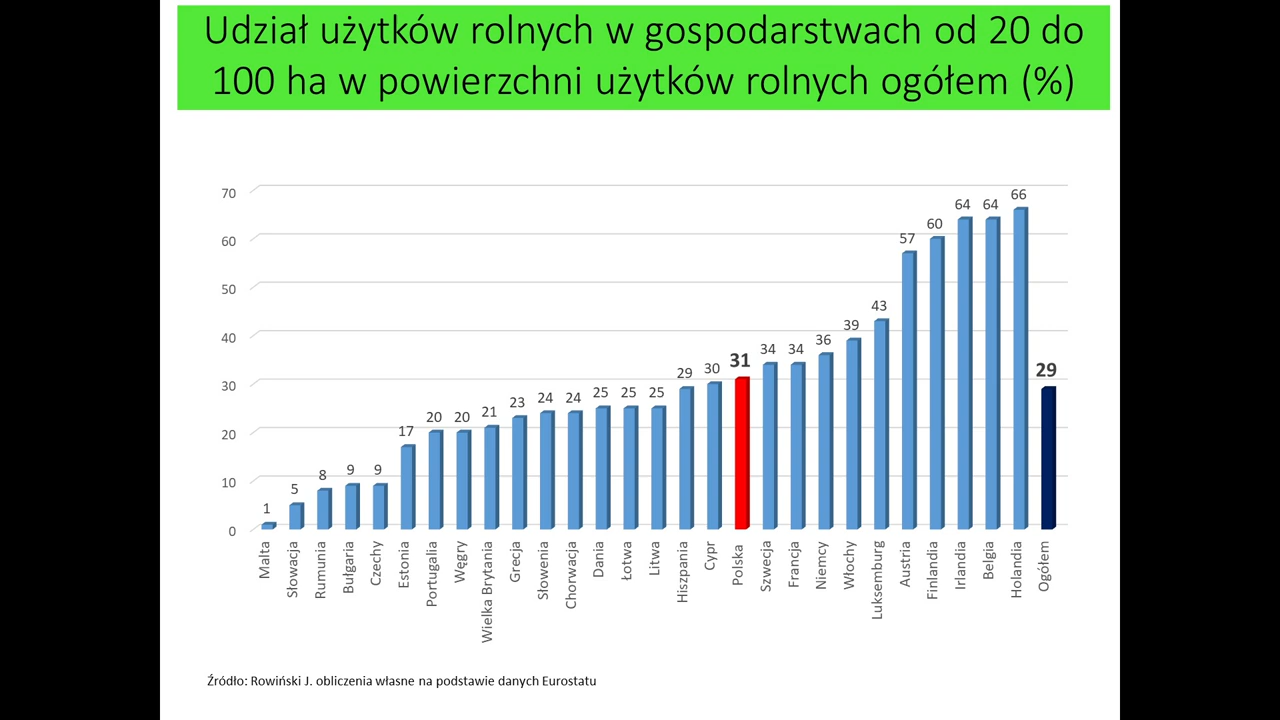 Udział użytków rolnych w gospodarstwach od 20 do
100 ha w powierzchni użytków rolnych ogółem (%)
70
60
50
40
30
20
10
0
1
5
8
9
9
17
20
20
21
23
24
24
25
25
25
29
30
31
34
34
36
39
43
57
60
64
64
66
29
Malta
Słowacja
Rumunia
Bułgaria
Czechy
Estonia
Portugalia
Węgry
Wielka Brytania
Grecja
Słowenia
Chorwacja
Dania
Łotwa
Litwa
Hiszpania
Cypr
Polska
Szwecja
Francja
Niemcy
Włochy
Luksemburg
Austria
Finlandia
Irlandia
Belgia
Holandia
Ogółem
Źródło: Rowiński J. obliczenia własne na podstawie danych Eurostatu